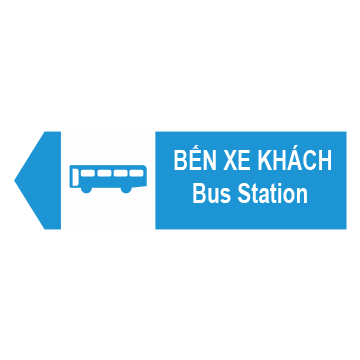 BẾN XE KHÁCH
Bus Station